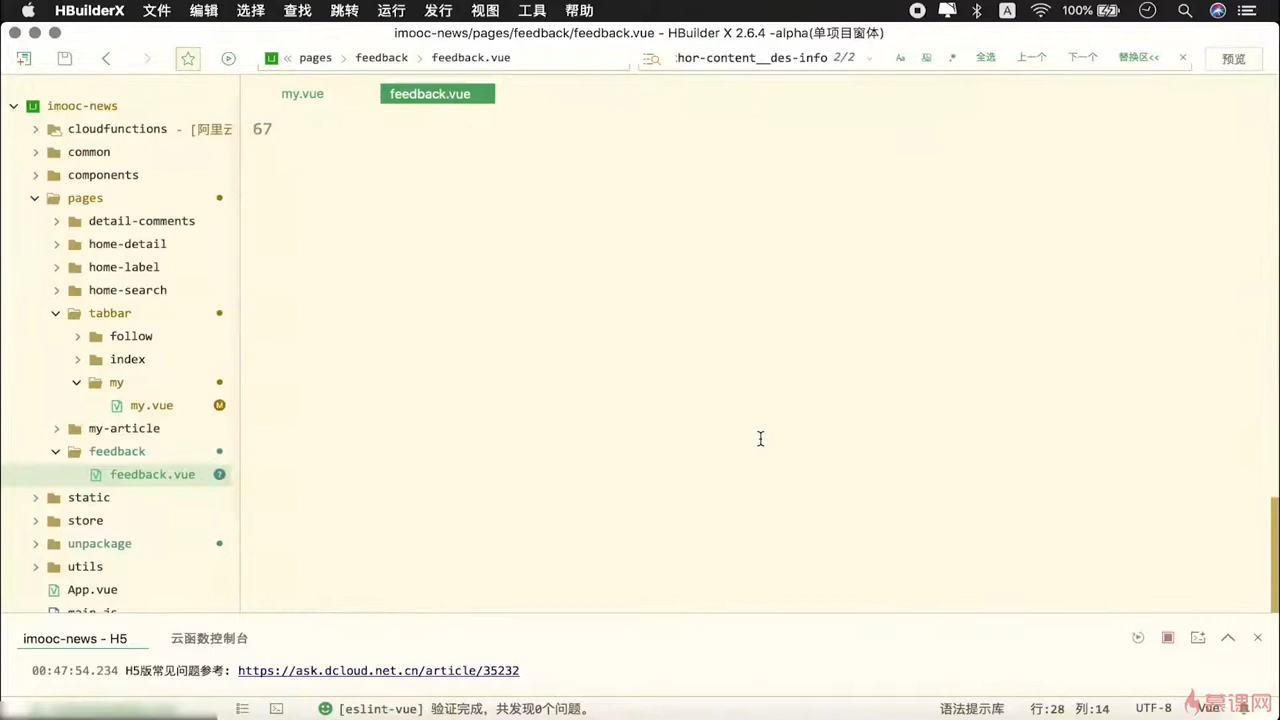 HBuilderX 文件 编辑 选择 查找 跳转 运行 发行 视图 工具 帮助 A 100%
imooc-news/pages/feedback/feedback.vue - HBuilder X 2.6.4 -alpha(单项目窗体)
« pages feedback feedback.vue :hor-content__des-info 2/2 Aa .* 全选 上一个 下一个 替换区<< 预览
my.vue feedback.vue
67
imooc-news
cloudfunctions - [阿里云
common
components
pages
detail-comments
home-detail
home-label
home-search
tabbar
follow
index
my
my.vue M
my-article
feedback
feedback.vue ?
static
store
unpackage
utils
App.vue
main.js
imooc-news - H5 云函数控制台
00:47:54.234 H5版常见问题参考: https://ask.dcloud.net.cn/article/35232
[eslint-vue] 验证完成，共发现0个问题。 语法提示库 行:28 列:14 UTF-8 Vue
慕课网